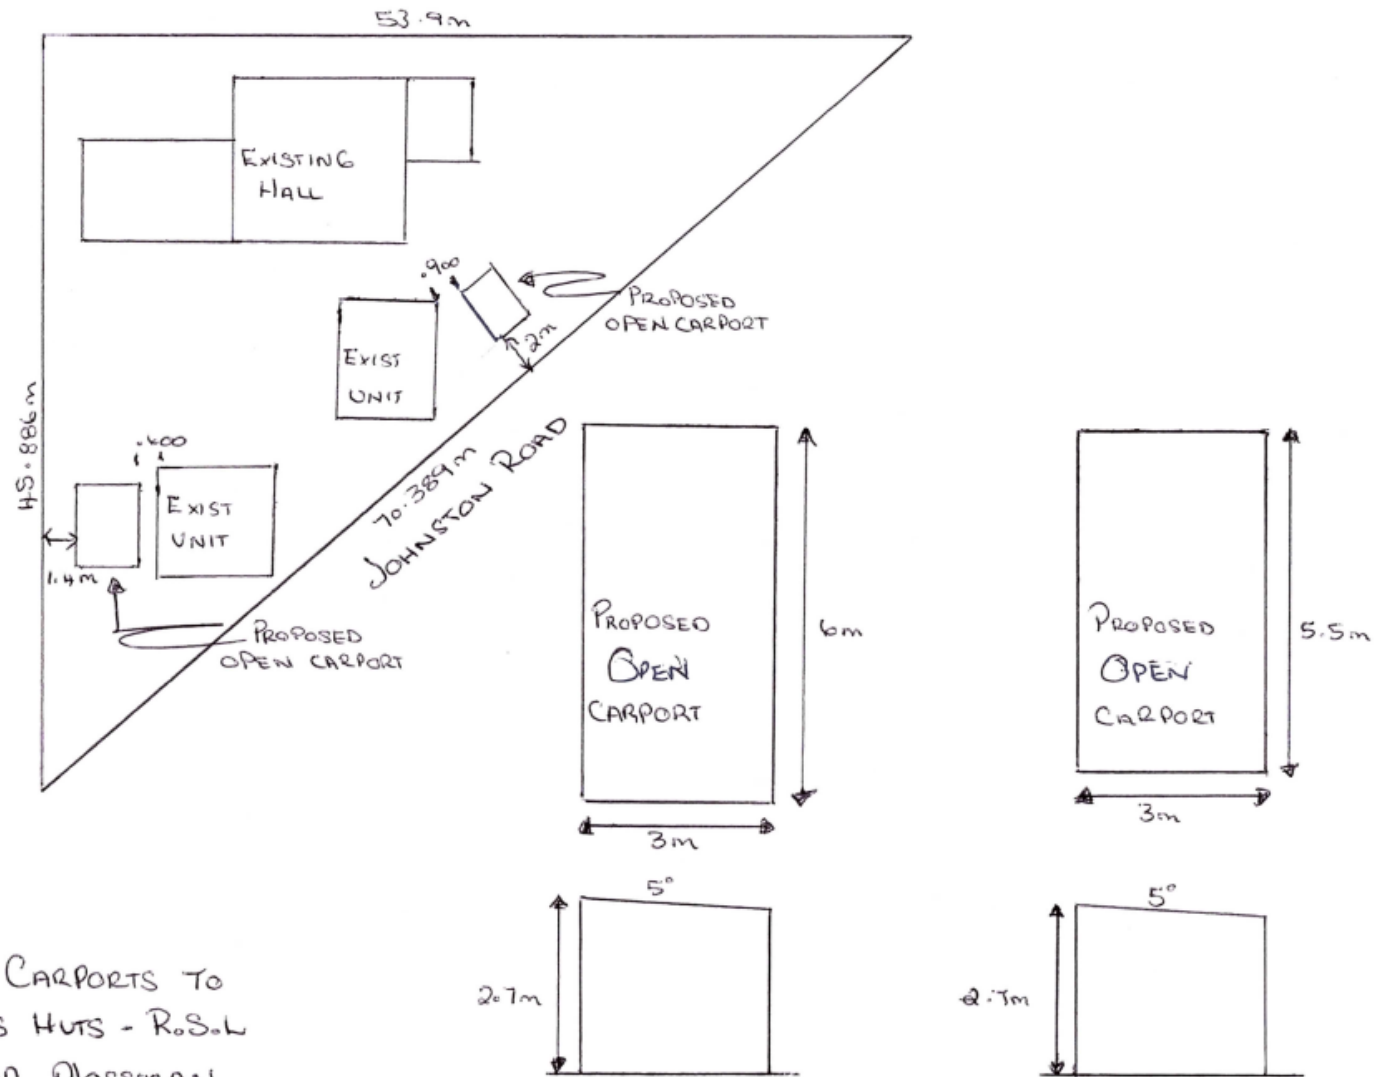 53.9m
EXISTING
HALL
.900
PROPOSED
OPEN CARPORT
2m
EXIST
UNIT
45.886m
EXIST
UNIT
1.4m
70.389m
JOHNSTON ROAD
PROPOSED
OPEN CARPORT
PROPOSED
OPEN
CARPORT
6m
3m
PROPOSED
OPEN
CARPORT
5.5m
3m
5°
2.7m
5°
2.7m
CARPORTS TO
S HUTS - R.S.L